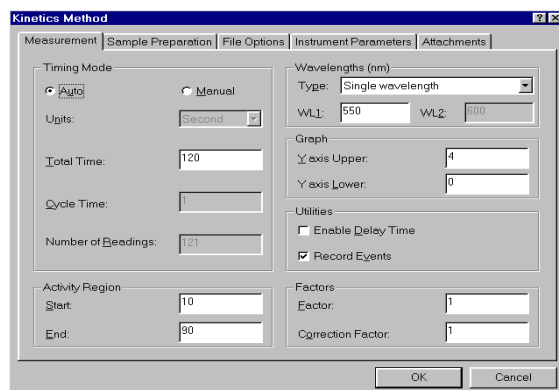 Kinetics Method
Measurement Sample Preparation File Options Instrument Parameters Attachments
Timing Mode
Auto Manual
Units: Second
Total Time: 120
Cycle Time: 1
Number of Readings: 121
Activity Region
Start: 10
End: 90
Wavelengths (nm)
Type: Single wavelength
WL1: 550 WL2: 600
Graph
Y axis Upper: 4
Y axis Lower: 0
Utilities
Enable Delay Time
Record Events
Factors
Factor: 1
Correction Factor: 1
OK Cancel